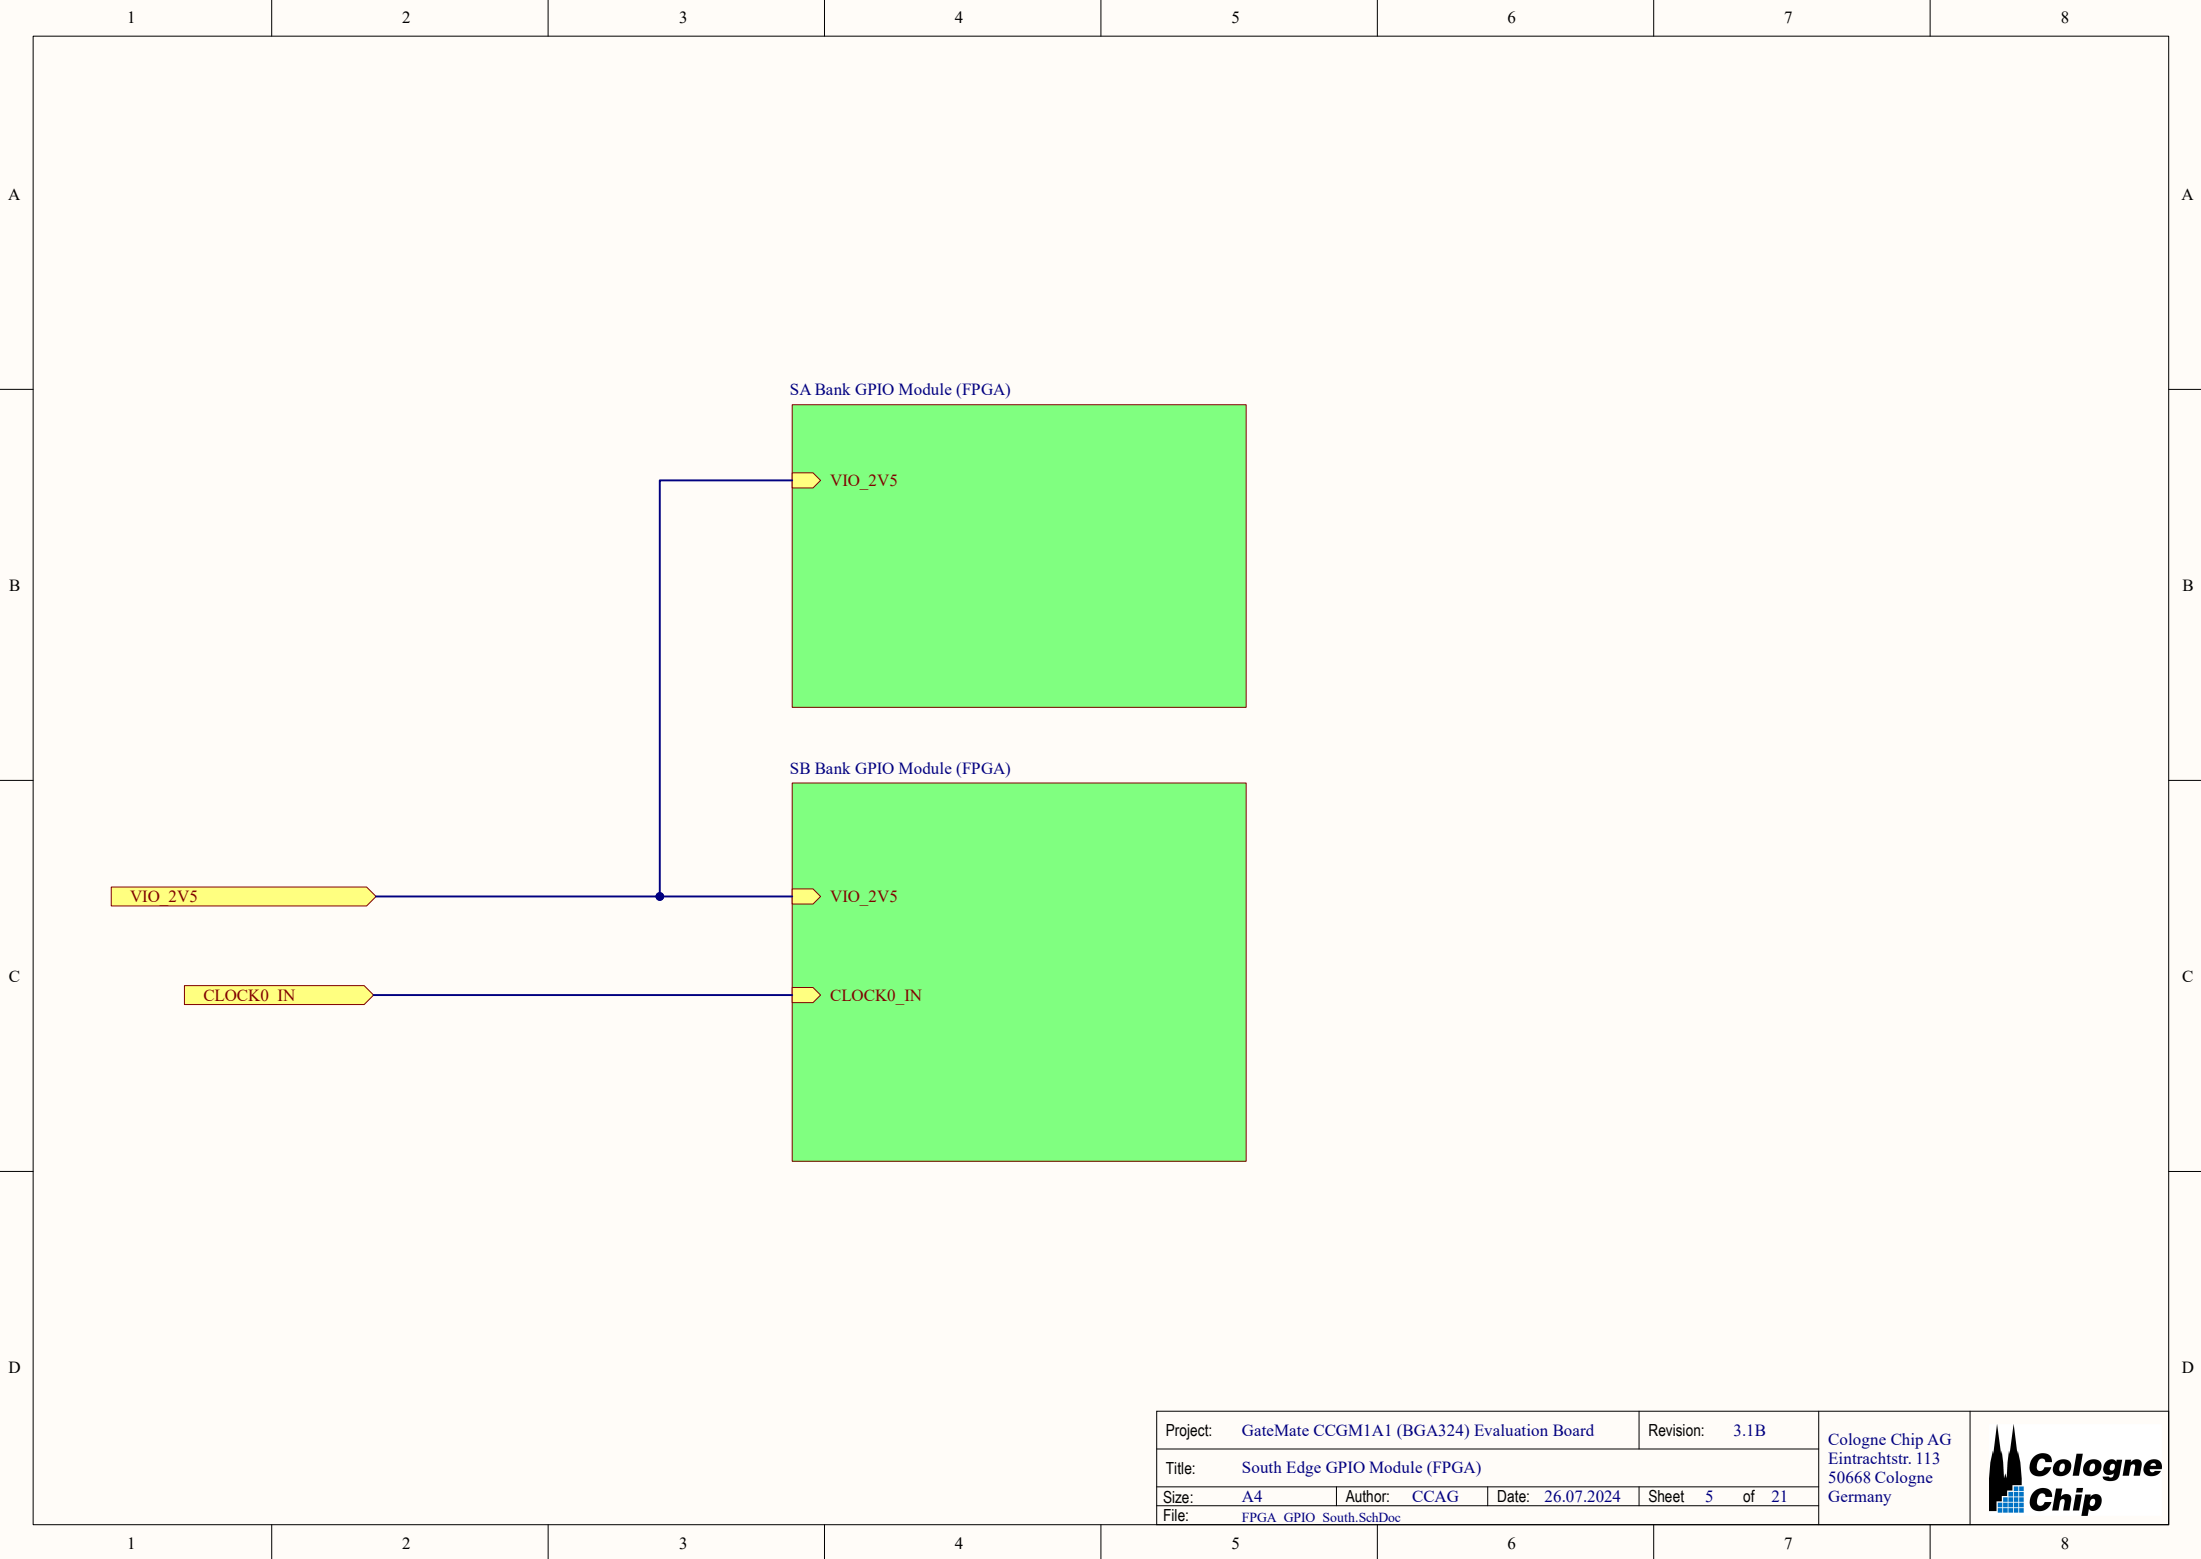 1 2 3 4 5 6 7 8
A A
SA Bank GPIO Module (FPGA)
VIO_2V5
B B
SB Bank GPIO Module (FPGA)
VIO_2V5 VIO_2V5
C C
CLOCK0_IN CLOCK0_IN
D D
Project: GateMate CCGM1A1 (BGA324) Evaluation Board Revision: 3.1B
Title: South Edge GPIO Module (FPGA)
Size: A4 Author: CCAG Date: 26.07.2024 Sheet 5 of 21
File: FPGA_GPIO_South.SchDoc
Cologne Chip AG
Eintrachtstr. 113
50668 Cologne
Germany
Cologne
Chip
1 2 3 4 5 6 7 8